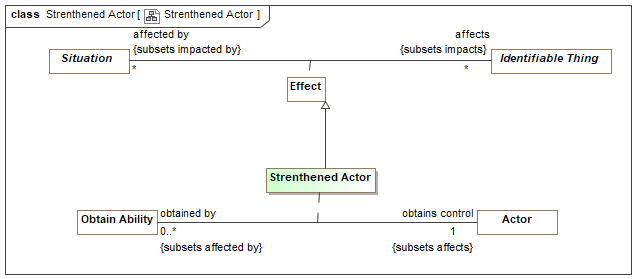 class Strenthened Actor [ Strenthened Actor ]
affected by affects
{subsets impacted by} {subsets impacts}
Situation Identifiable Thing
* *
Effect
Strenthened Actor
obtained by obtains control
Obtain Ability Actor
0..* 1
{subsets affected by} {subsets affects}